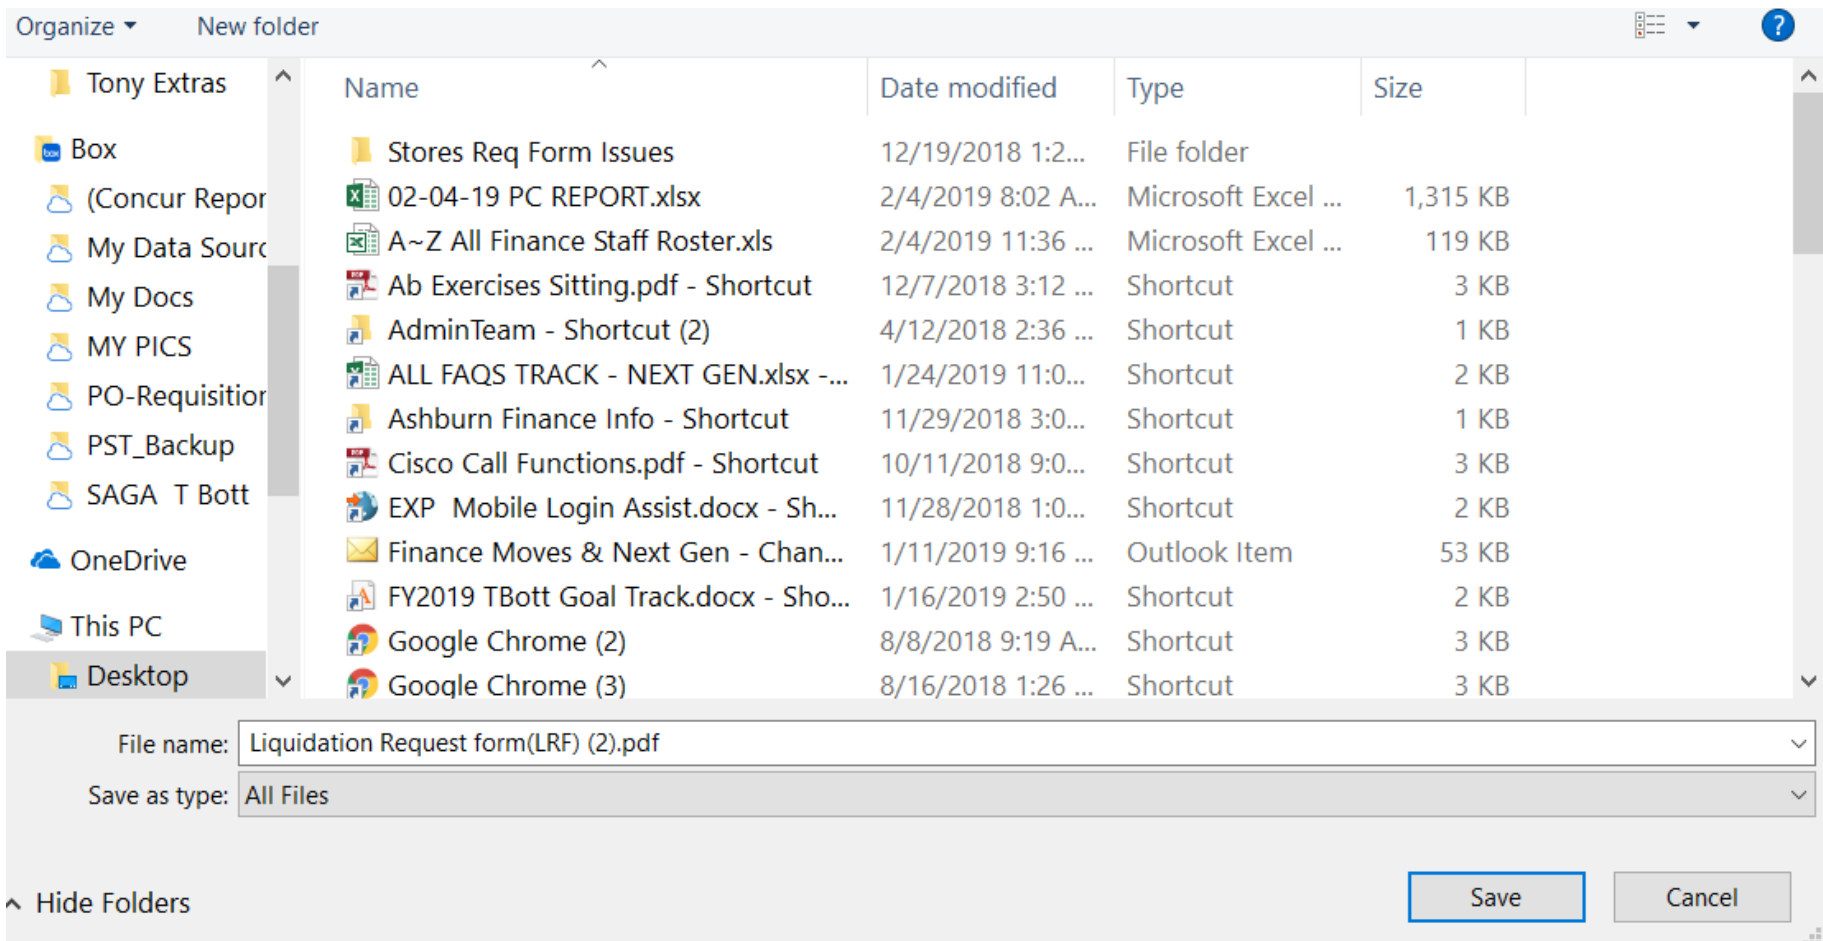 Organize New folder
?
Tony Extras
Box
box
(Concur Repor
My Data Sourc
My Docs
MY PICS
PO-Requisition
PST_Backup
SAGA T Bott
OneDrive
This PC
Desktop
Name Date modified Type Size
Stores Req Form Issues 12/19/2018 1:2... File folder
02-04-19 PC REPORT.xlsx 2/4/2019 8:02 A... Microsoft Excel ... 1,315 KB
A~Z All Finance Staff Roster.xls 2/4/2019 11:36 ... Microsoft Excel ... 119 KB
Ab Exercises Sitting.pdf - Shortcut 12/7/2018 3:12 ... Shortcut 3 KB
AdminTeam - Shortcut (2) 4/12/2018 2:36 ... Shortcut 1 KB
ALL FAQS TRACK - NEXT GEN.xlsx -... 1/24/2019 11:0... Shortcut 2 KB
Ashburn Finance Info - Shortcut 11/29/2018 3:0... Shortcut 1 KB
Cisco Call Functions.pdf - Shortcut 10/11/2018 9:0... Shortcut 3 KB
EXP Mobile Login Assist.docx - Sh... 11/28/2018 1:0... Shortcut 2 KB
Finance Moves & Next Gen - Chan... 1/11/2019 9:16 ... Outlook Item 53 KB
FY2019 TBott Goal Track.docx - Sho... 1/16/2019 2:50 ... Shortcut 2 KB
Google Chrome (2) 8/8/2018 9:19 A... Shortcut 3 KB
Google Chrome (3) 8/16/2018 1:26 ... Shortcut 3 KB
File name: Liquidation Request form(LRF) (2).pdf
Save as type: All Files
Hide Folders
Save Cancel